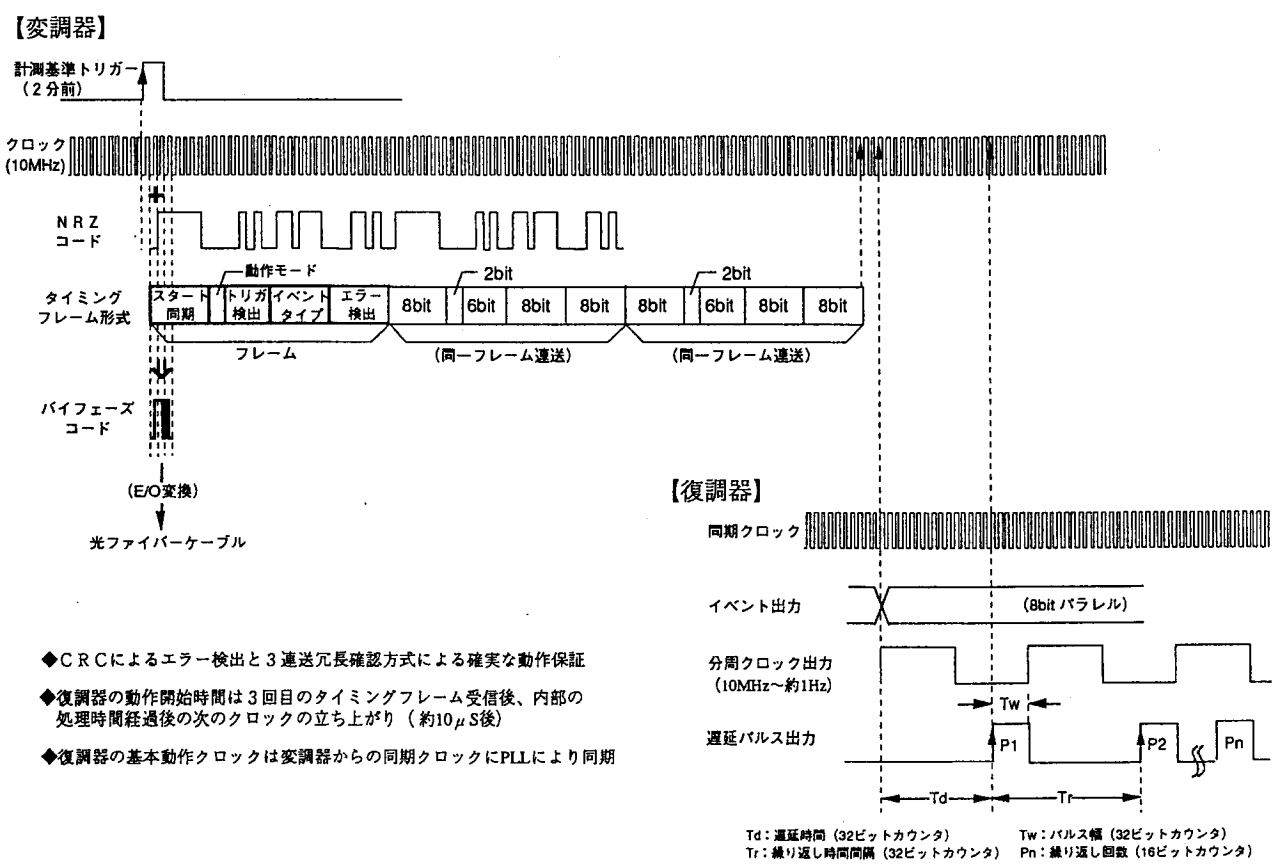 【変調器】
計測基準トリガー
(2分前)
クロック
(10MHz)
NRZ
コード
動作モード
2bit
2bit
タイミング
フレーム形式
スタート
同期
トリガ
検出
イベント
タイプ
エラー
検出
8bit
6bit
8bit
8bit
8bit
6bit
8bit
8bit
フレーム
(同一フレーム連送)
(同一フレーム連送)
バイフェーズ
コード
(E/O変換)
光ファイバーケーブル
【復調器】
同期クロック
イベント出力
(8bit パラレル)
分周クロック出力
(10MHz〜約1Hz)
Tw
遅延パルス出力
P1
P2
Pn
Td
Tr
Td:遅延時間(32ビットカウンタ)
Tw:パルス幅(32ビットカウンタ)
Tr:繰り返し時間間隔(32ビットカウンタ)
Pn:繰り返し回数(16ビットカウンタ)
◆CRCによるエラー検出と3連送冗長確認方式による確実な動作保証
◆復調器の動作開始時間は3回目のタイミングフレーム受信後、内部の
処理時間経過後の次のクロックの立ち上がり(約10μS後)
◆復調器の基本動作クロックは変調器からの同期クロックにPLLにより同期